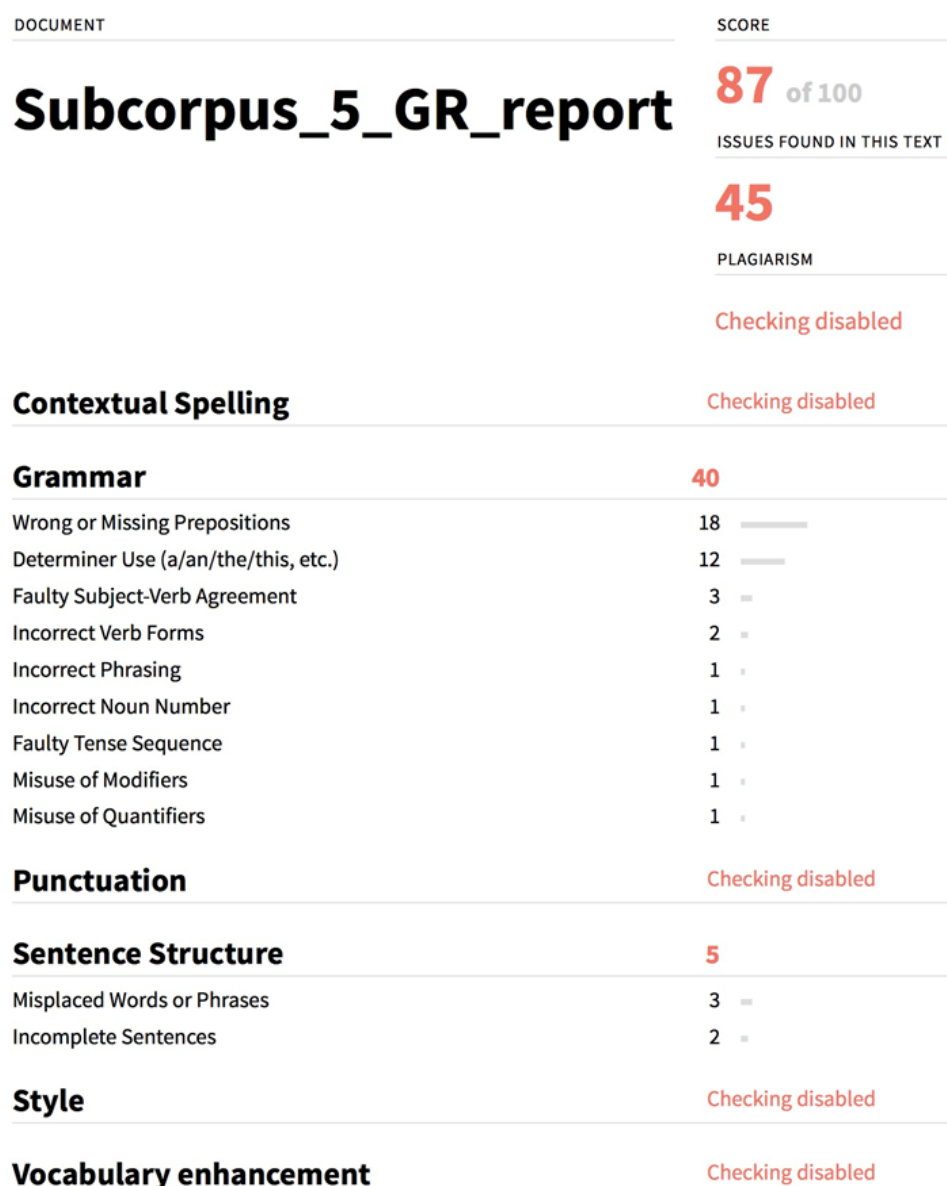 DOCUMENT
Subcorpus_5_GR_report
SCORE
87 of 100
ISSUES FOUND IN THIS TEXT
45
PLAGIARISM
Checking disabled
Contextual Spelling Checking disabled
Grammar 40
Wrong or Missing Prepositions 18
Determiner Use (a/an/the/this, etc.) 12
Faulty Subject-Verb Agreement 3
Incorrect Verb Forms 2
Incorrect Phrasing 1
Incorrect Noun Number 1
Faulty Tense Sequence 1
Misuse of Modifiers 1
Misuse of Quantifiers 1
Punctuation Checking disabled
Sentence Structure 5
Misplaced Words or Phrases 3
Incomplete Sentences 2
Style Checking disabled
Vocabulary enhancement Checking disabled